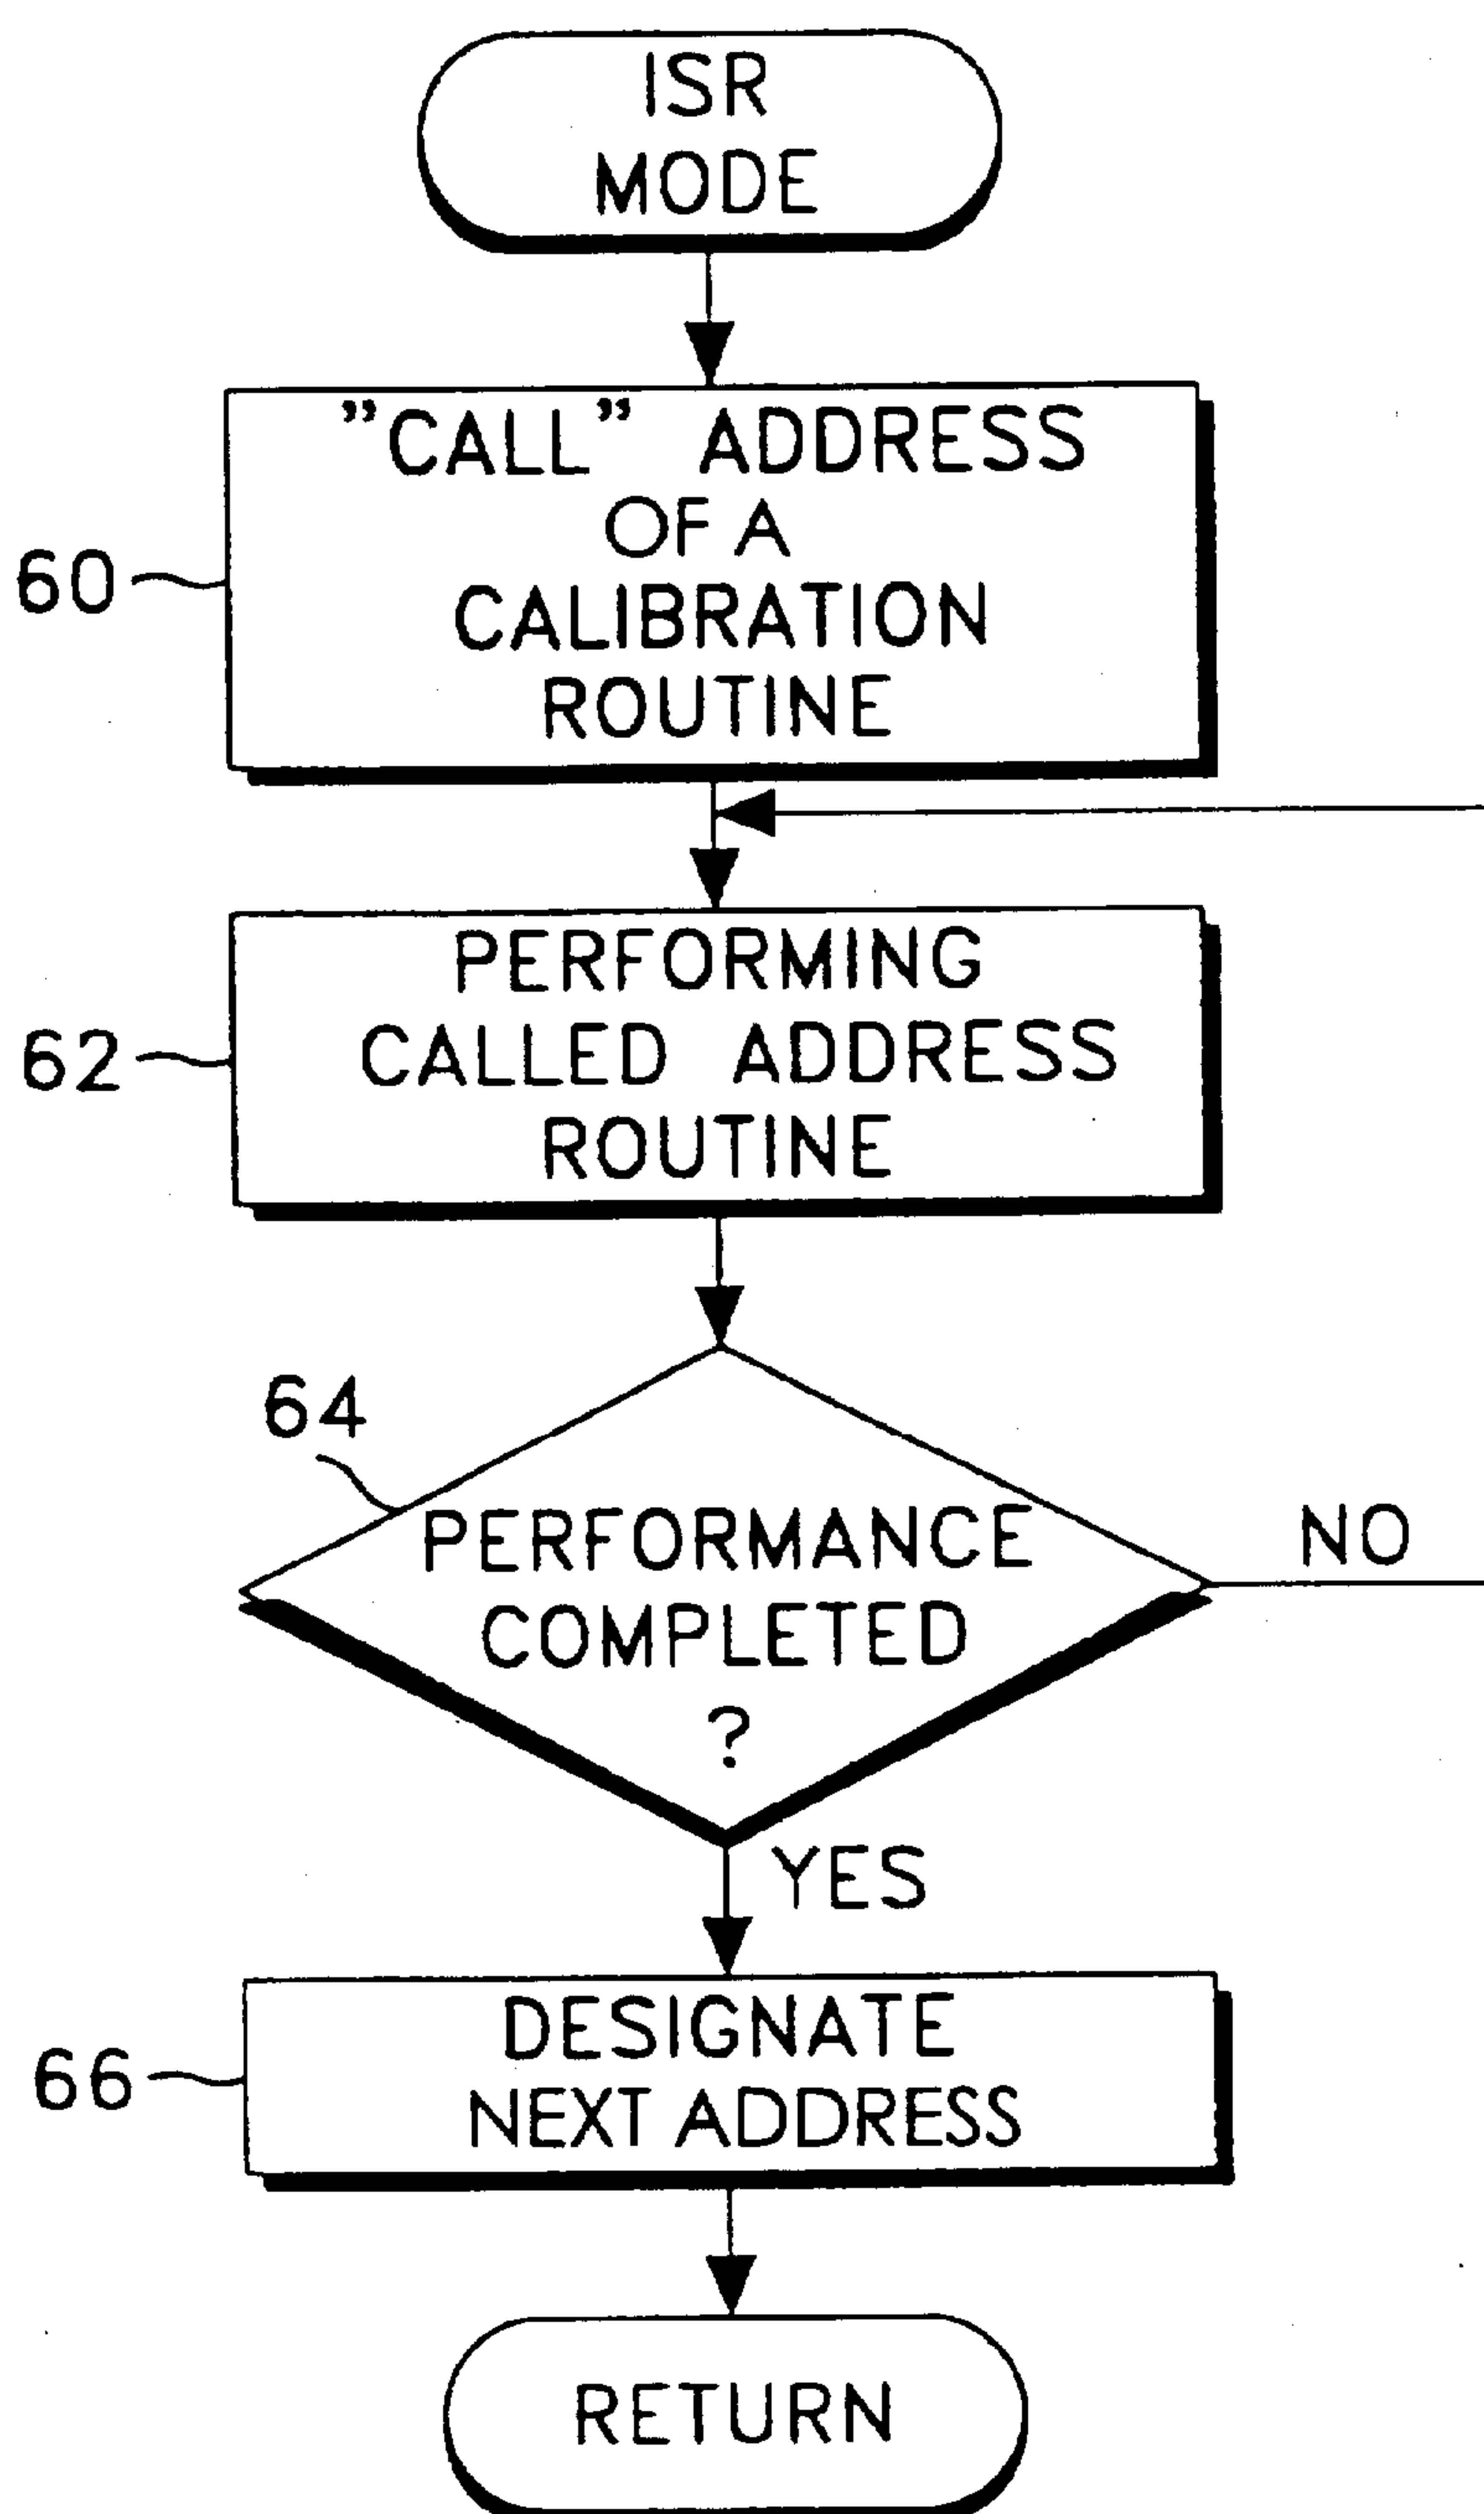 ISR
MODE
"CALL" ADDRESS
OF A
CALIBRATION
ROUTINE
60
PERFORMING
CALLED ADDRESS
ROUTINE
62
64
PERFORMANCE
COMPLETED
?
NO
YES
DESIGNATE
NEXT ADDRESS
66
RETURN